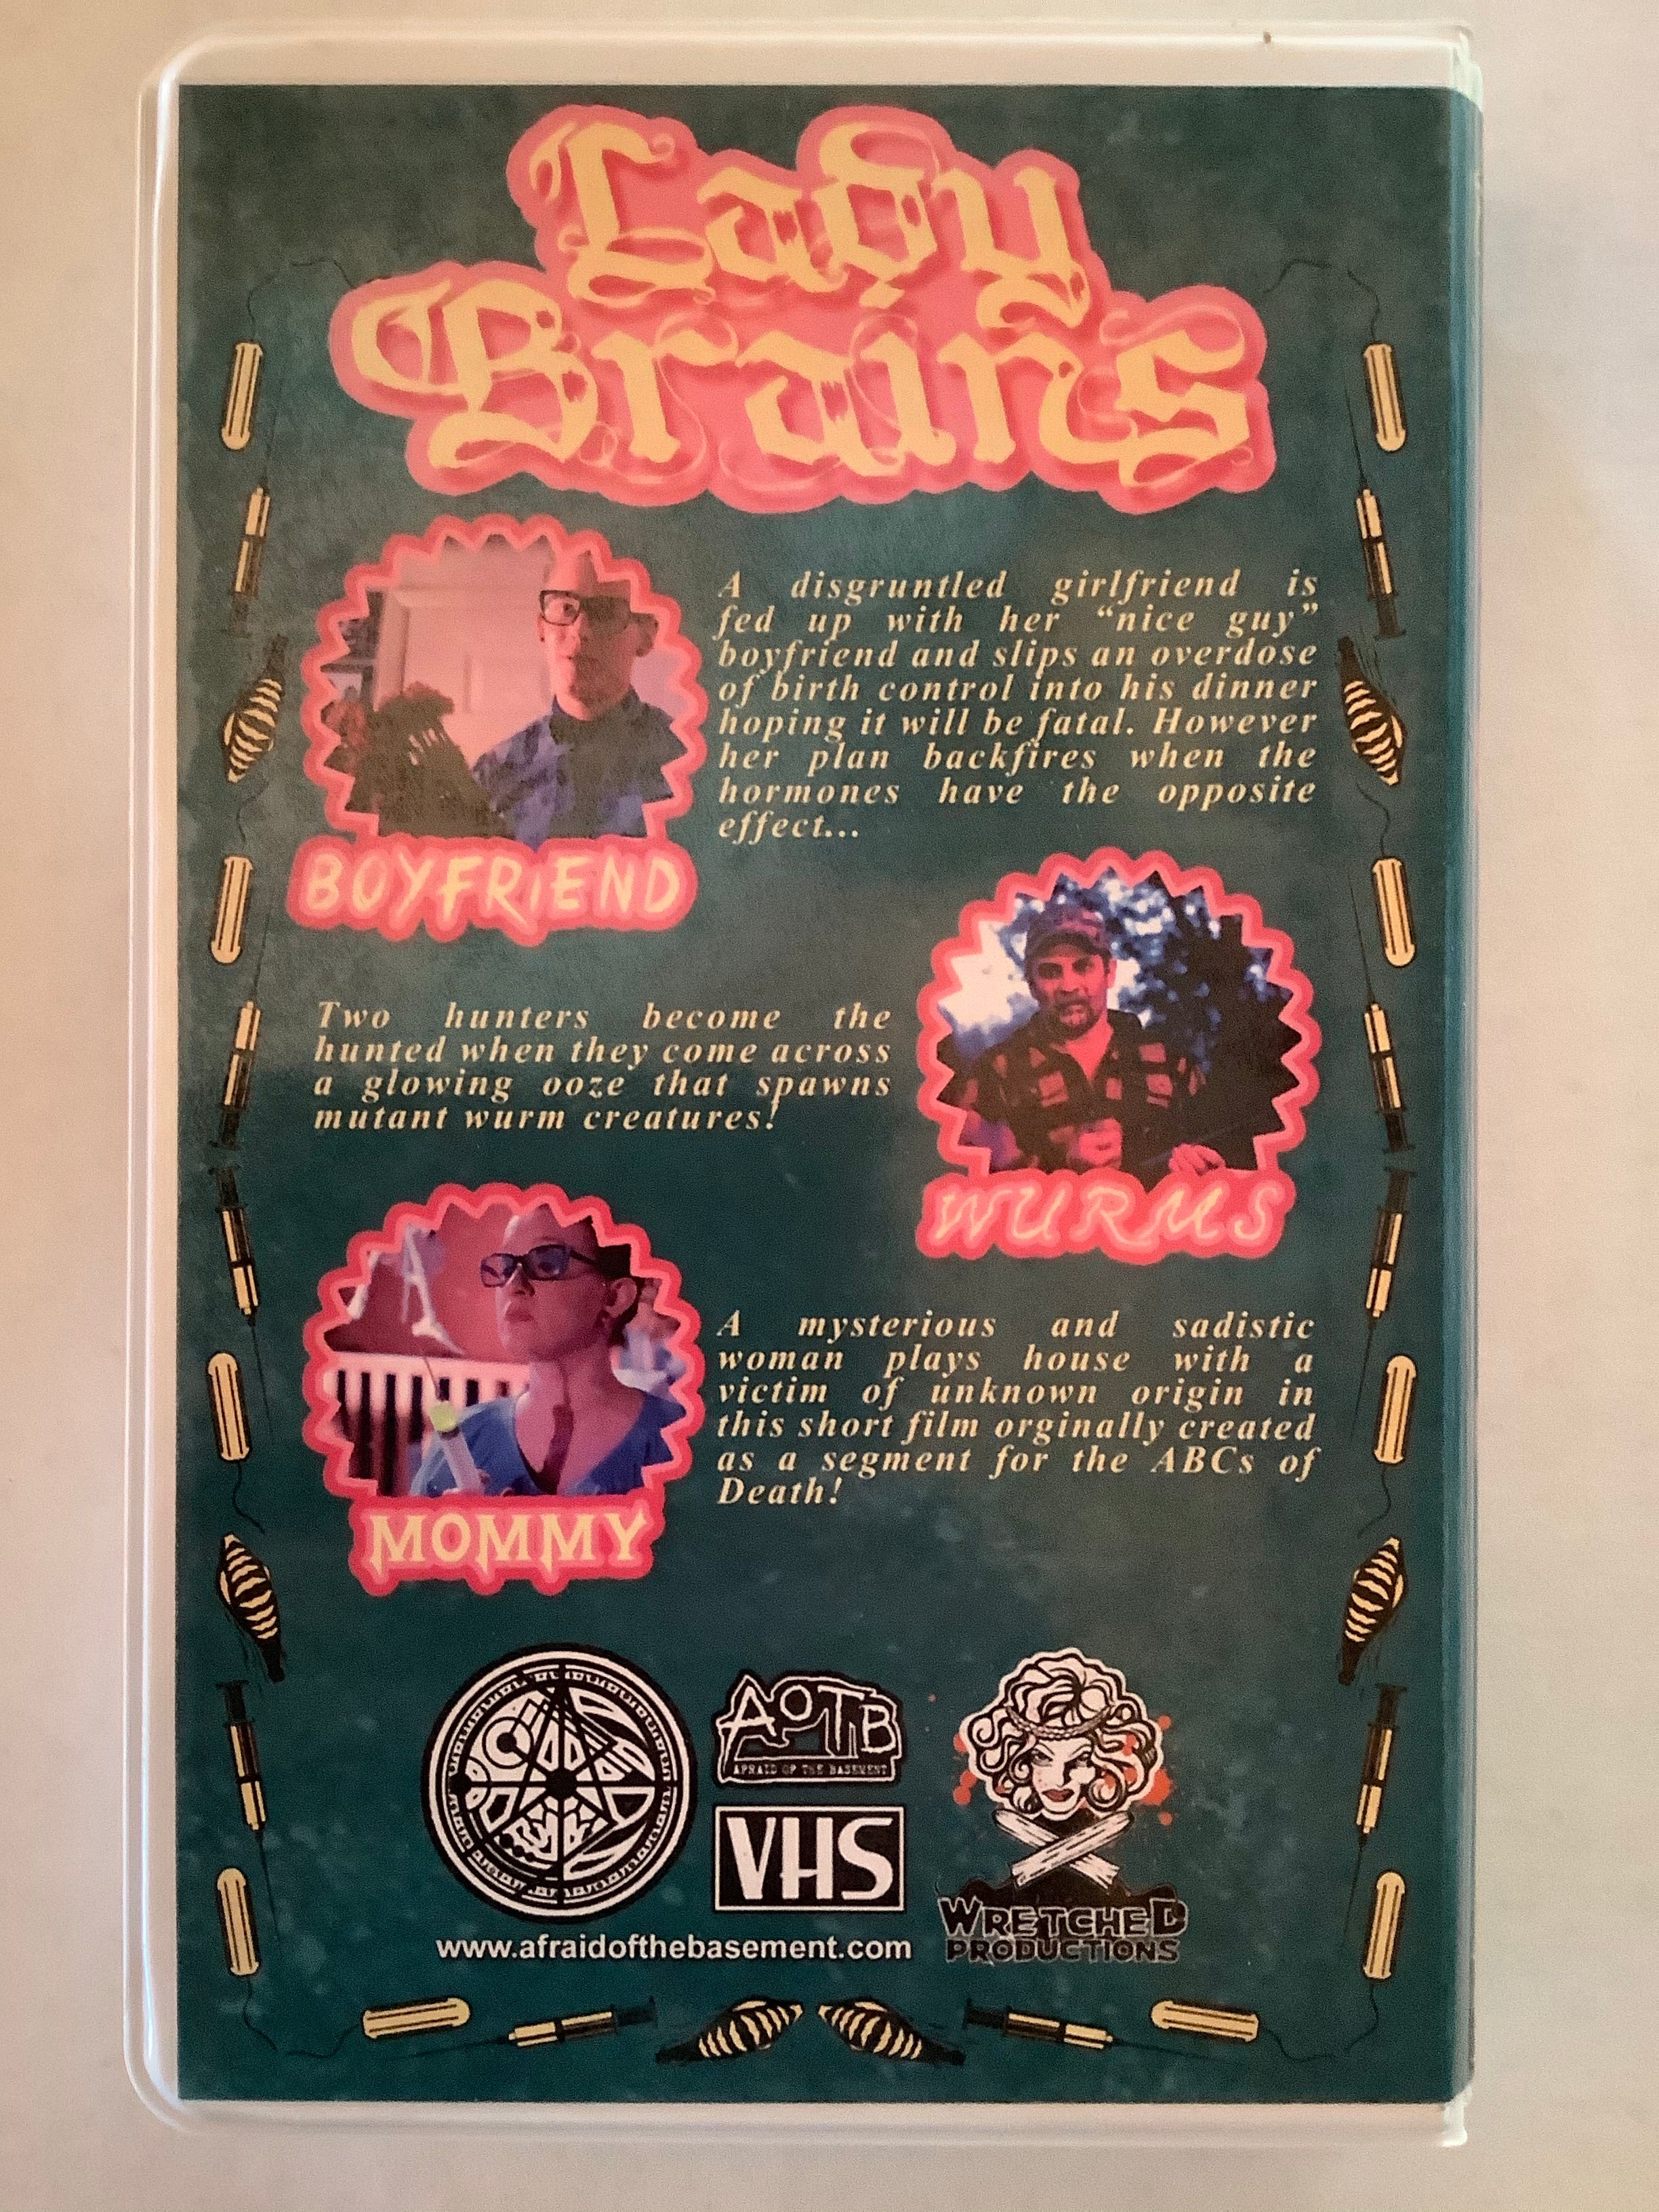 Lady
Brains
A disgruntled girlfriend is
fed up with her “nice guy”
boyfriend and slips an overdose
of birth control into his dinner
hoping it will be fatal. However
her plan backfires when the
hormones have the opposite
effect...
BOYFRiEND
Two hunters become the
hunted when they come across
a glowing ooze that spawns
mutant wurm creatures!
WURMS
A mysterious and sadistic
woman plays house with a
victim of unknown origin in
this short film orginally created
as a segment for the ABCs of
Death!
MOMMY
AOTB
AFRAID OF THE BASEMENT
VHS
www.afraidofthebasement.com
WRETCHED
PRODUCTIONS